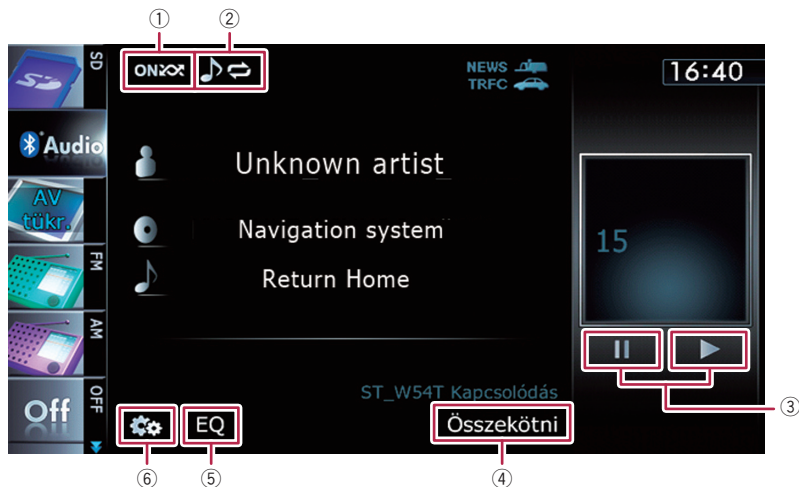 ① ②
SD
ON
NEWS
TRFC
16:40
Audio
Unknown artist
AV
tükr.
Navigation system
15
FM
Return Home
AM
OFF
Off
ST_W54T Kapcsolódás
③
EQ
Összekötni
⑥ ⑤ ④